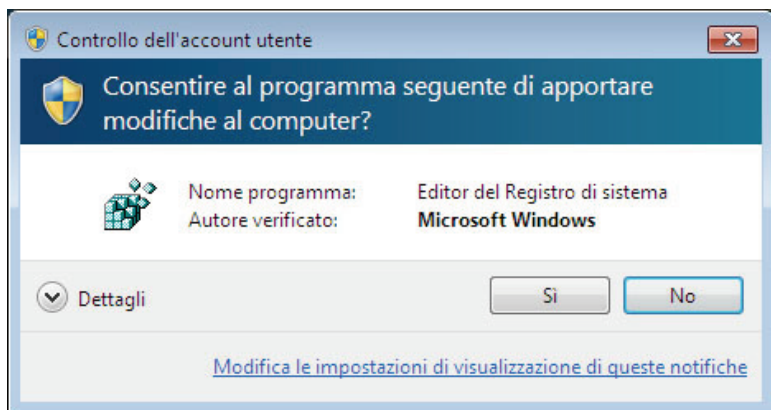 Controllo dell'account utente
Consentire al programma seguente di apportare
modifiche al computer?
Nome programma: Editor del Registro di sistema
Autore verificato: Microsoft Windows
Dettagli Sì No
Modifica le impostazioni di visualizzazione di queste notifiche